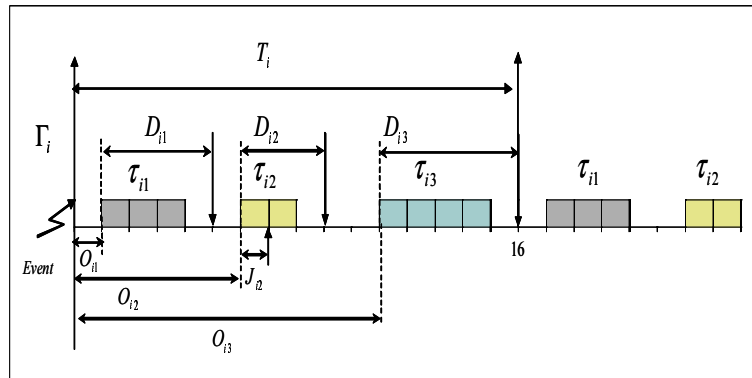 T_i
Γ_i
D_i1 D_i2 D_i3
τ_i1 τ_i2 τ_i3 τ_i1 τ_i2
16
Event
O_i1
J_i2
O_i2
O_i3